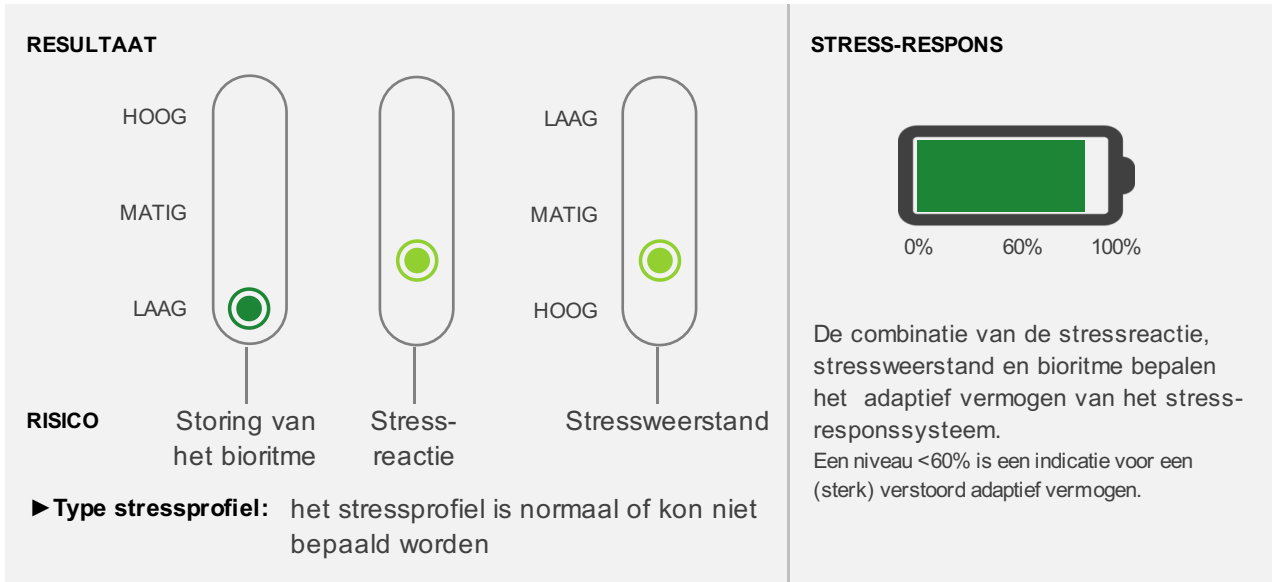 RESULTAAT
HOOG
MATIG
LAAG
LAAG
MATIG
HOOG
RISICO
Storing van
het bioritme
Stress-
reactie
Stressweerstand
►Type stressprofiel: het stressprofiel is normaal of kon niet
bepaald worden
STRESS-RESPONS
0% 60% 100%
De combinatie van de stressreactie,
stressweerstand en bioritme bepalen
het adaptief vermogen van het stress-
responssysteem.
Een niveau <60% is een indicatie voor een
(sterk) verstoord adaptief vermogen.